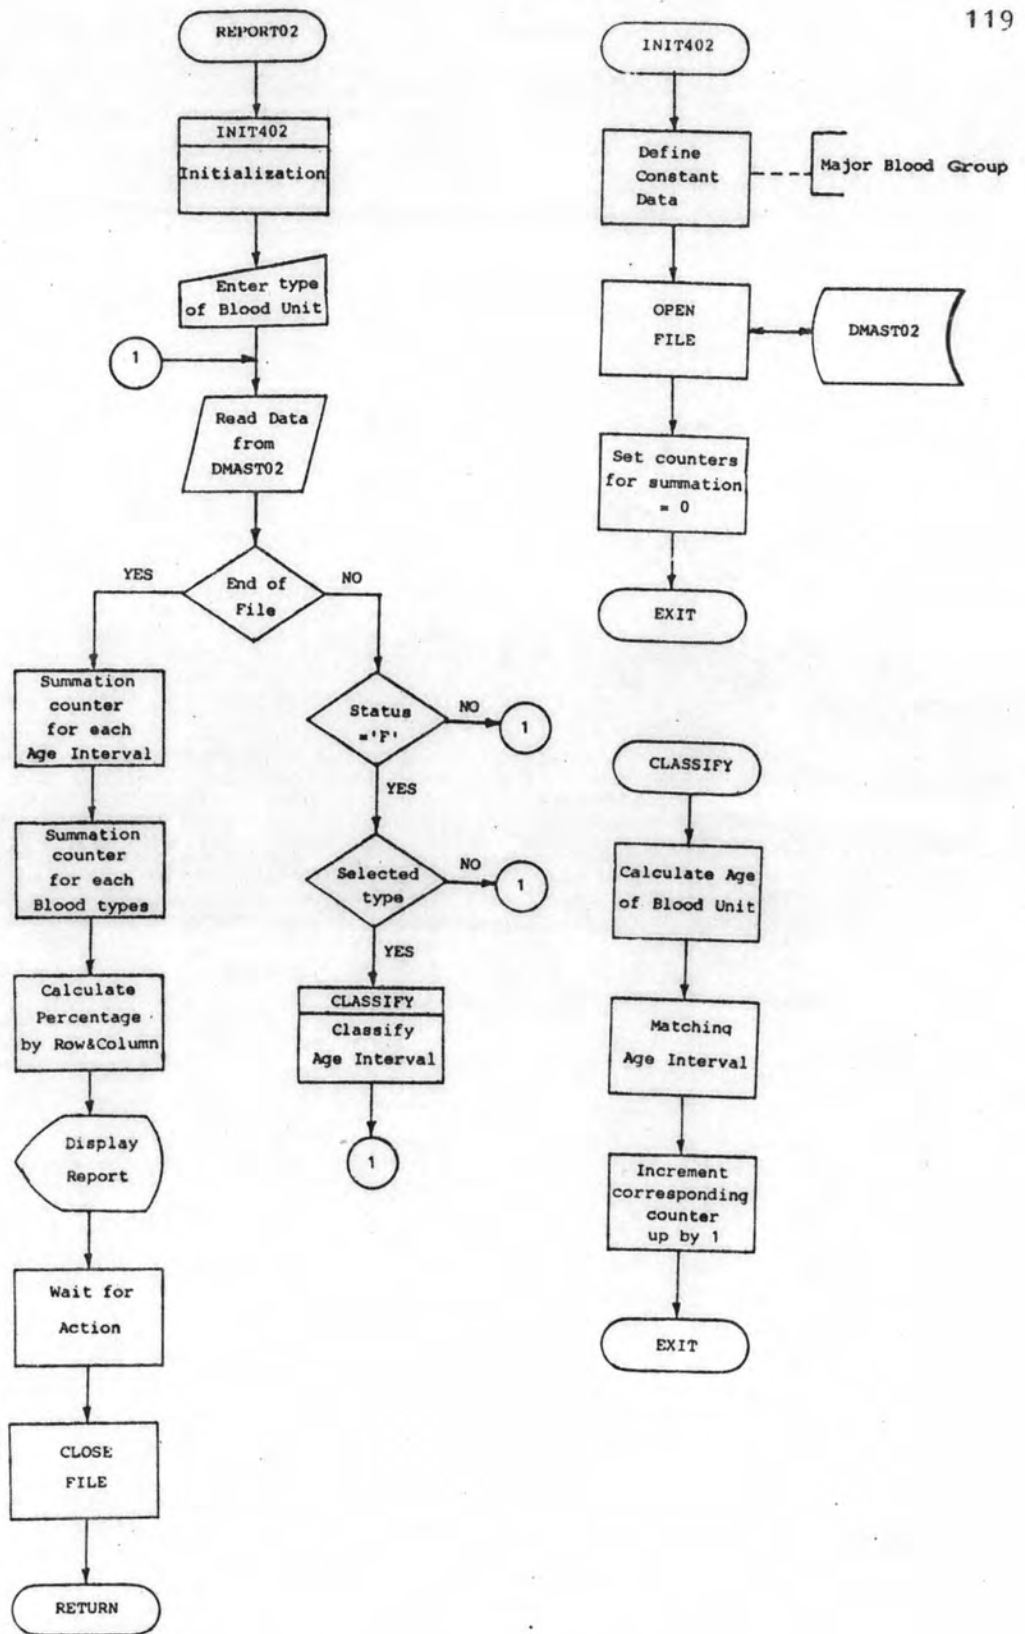 119
REPORT02
INIT402
Initialization
Enter type
of Blood Unit
1
Read Data
from
DMAST02
End of
File
YES
NO
Summation
counter
for each
Age Interval
Summation
counter
for each
Blood types
Calculate
Percentage
by Row&Column
Display
Report
Wait for
Action
CLOSE
FILE
RETURN
Status
='F'
NO
1
YES
Selected
type
NO
1
YES
CLASSIFY
Classify
Age Interval
1
INIT402
Define
Constant
Data
Major Blood Group
OPEN
FILE
DMAST02
Set counters
for summation
= 0
EXIT
CLASSIFY
Calculate Age
of Blood Unit
Matching
Age Interval
Increment
corresponding
counter
up by 1
EXIT